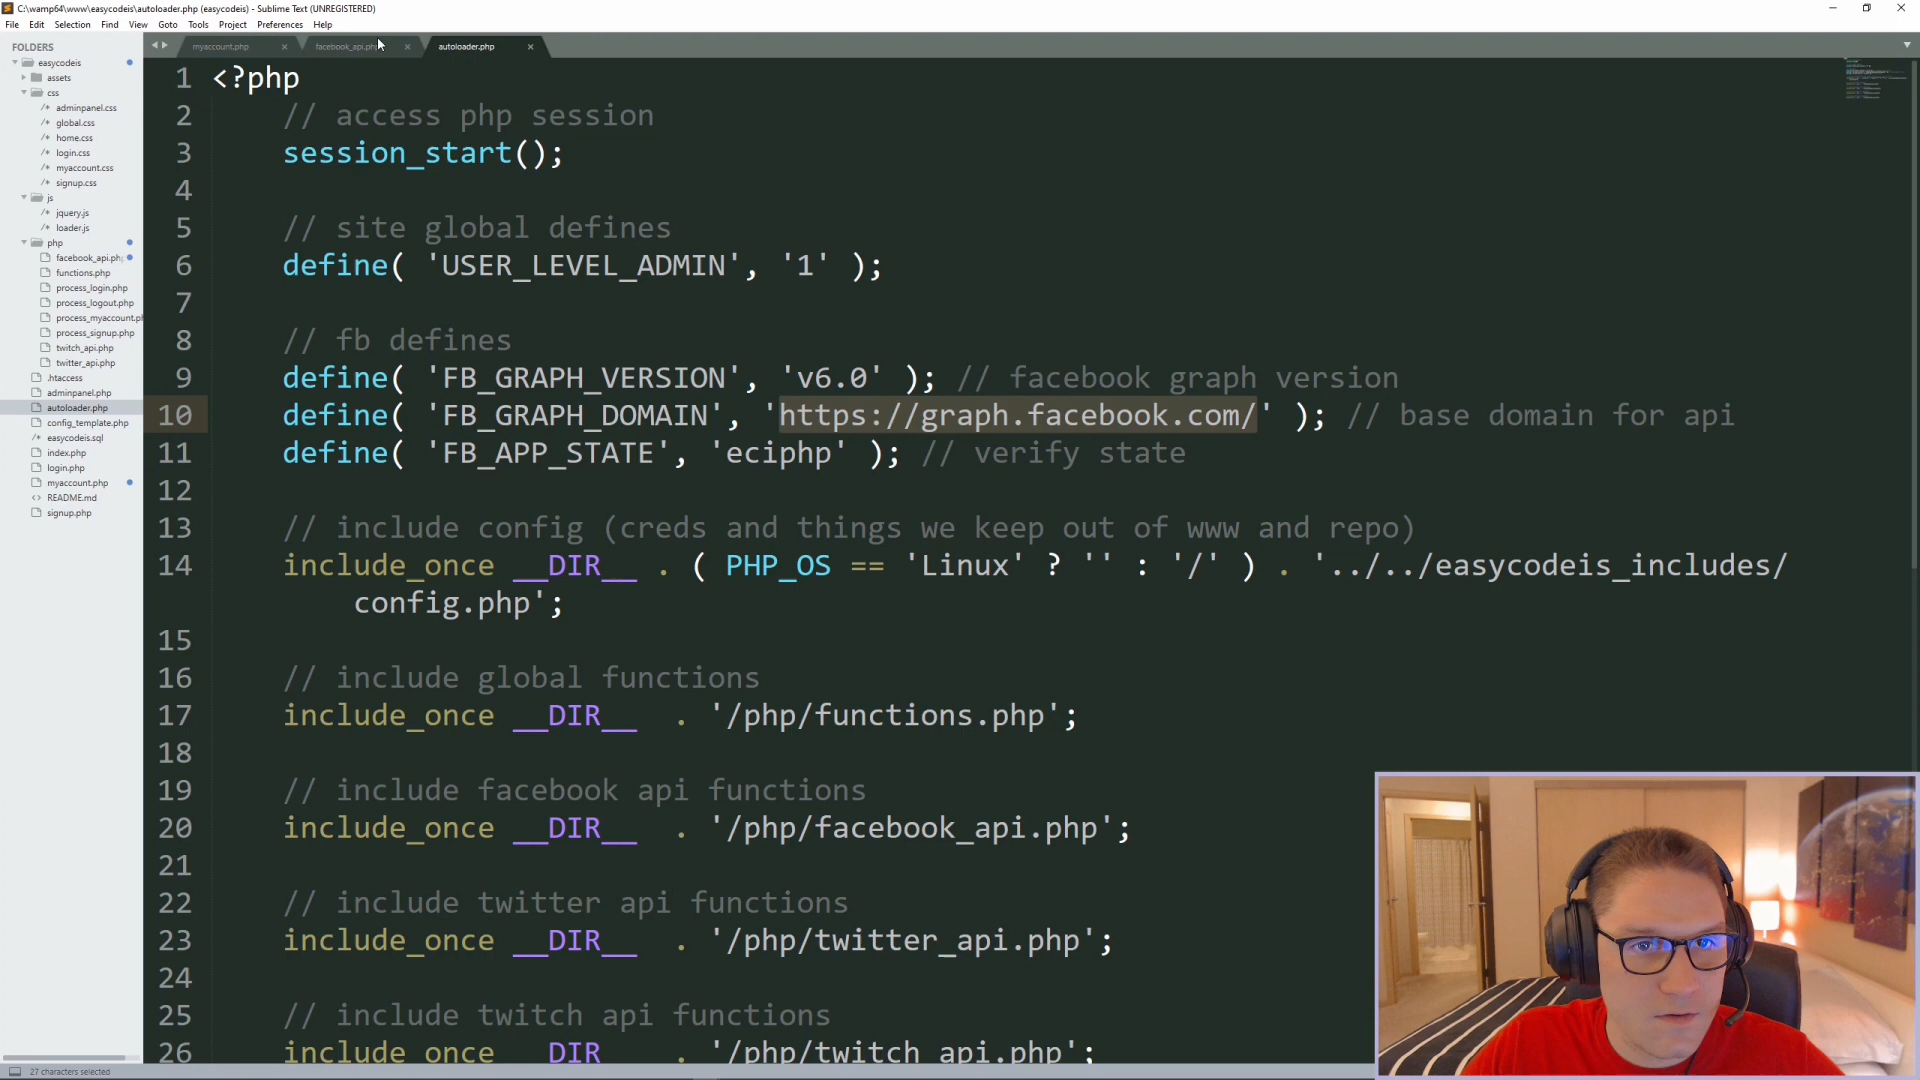 C:\wamp64\www\easycodeis\autoloader.php (easycodeis) - Sublime Text (UNREGISTERED)
File Edit Selection Find View Goto Tools Project Preferences Help
FOLDERS
easycodeis
assets
css
adminpanel.css
global.css
home.css
login.css
myaccount.css
signup.css
js
jquery.js
loader.js
php
facebook_api.php
functions.php
process_login.php
process_logout.php
process_myaccount.ph
process_signup.php
twitch_api.php
twitter_api.php
.htaccess
adminpanel.php
autoloader.php
config_template.php
easycodeis.sql
index.php
login.php
myaccount.php
README.md
signup.php
myaccount.php facebook_api.php autoloader.php
1 <?php
2 // access php session
3 session_start();
4
5 // site global defines
6 define( 'USER_LEVEL_ADMIN', '1' );
7
8 // fb defines
9 define( 'FB_GRAPH_VERSION', 'v6.0' ); // facebook graph version
10 define( 'FB_GRAPH_DOMAIN', 'https://graph.facebook.com/' ); // base domain for api
11 define( 'FB_APP_STATE', 'eciphp' ); // verify state
12
13 // include config (creds and things we keep out of www and repo)
14 include_once __DIR__ . ( PHP_OS == 'Linux' ? '' : '/' ) . '../../easycodeis_includes/
config.php';
15
16 // include global functions
17 include_once __DIR__ . '/php/functions.php';
18
19 // include facebook api functions
20 include_once __DIR__ . '/php/facebook_api.php';
21
22 // include twitter api functions
23 include_once __DIR__ . '/php/twitter_api.php';
24
25 // include twitch api functions
26 include_once __DIR__ . '/php/twitch_api.php';
27 characters selected